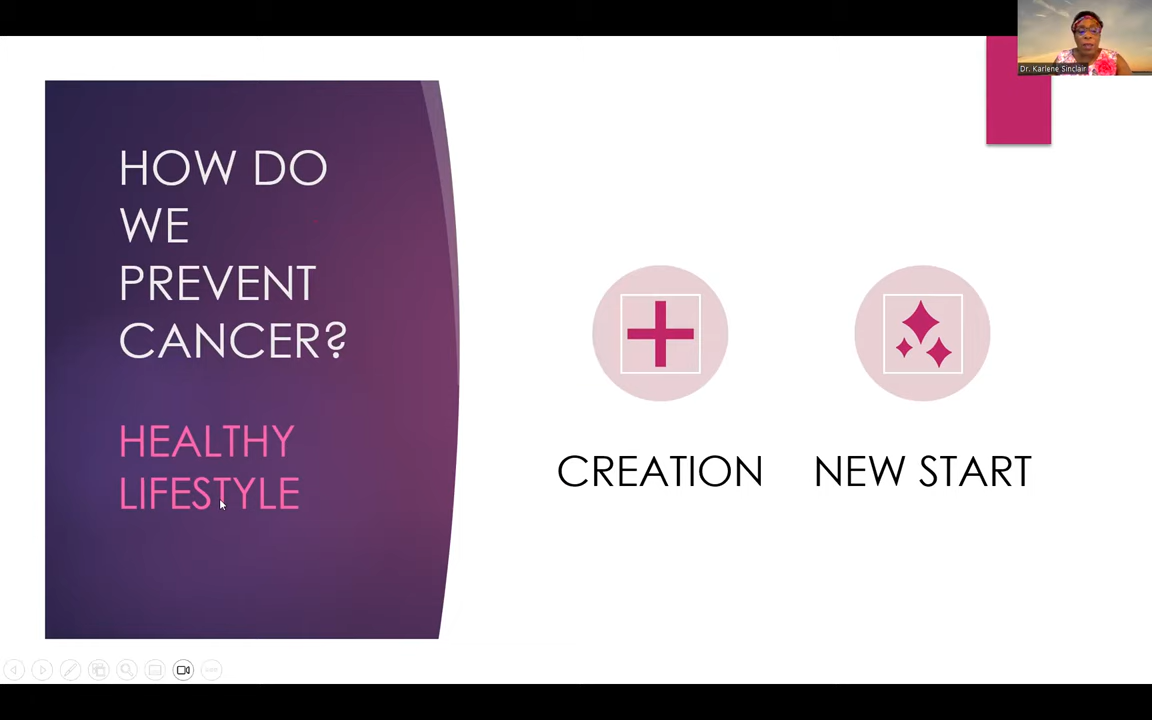 Dr. Karlene Sinclair
HOW DO
WE
PREVENT
CANCER?
HEALTHY
LIFESTYLE
CREATION
NEW START